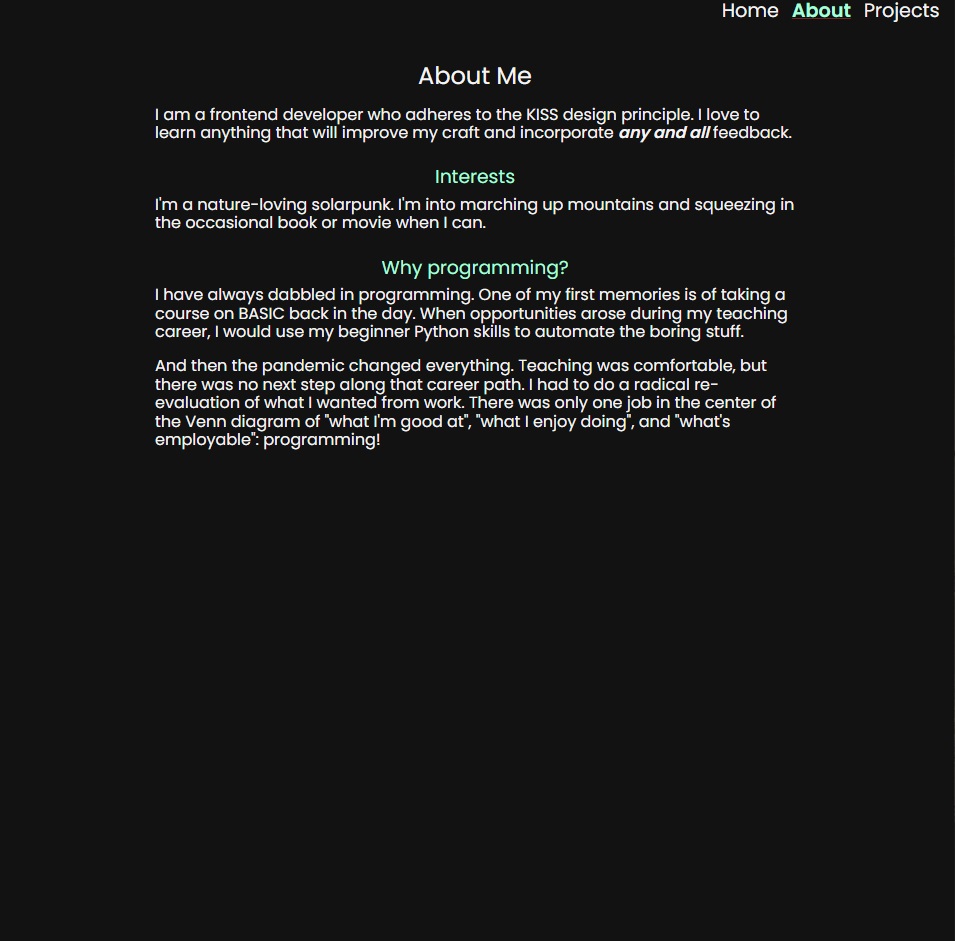 Home About Projects
About Me
I am a frontend developer who adheres to the KISS design principle. I love to
learn anything that will improve my craft and incorporate any and all feedback.
Interests
I'm a nature-loving solarpunk. I'm into marching up mountains and squeezing in
the occasional book or movie when I can.
Why programming?
I have always dabbled in programming. One of my first memories is of taking a
course on BASIC back in the day. When opportunities arose during my teaching
career, I would use my beginner Python skills to automate the boring stuff.
And then the pandemic changed everything. Teaching was comfortable, but
there was no next step along that career path. I had to do a radical re-
evaluation of what I wanted from work. There was only one job in the center of
the Venn diagram of "what I'm good at", "what I enjoy doing", and "what's
employable": programming!